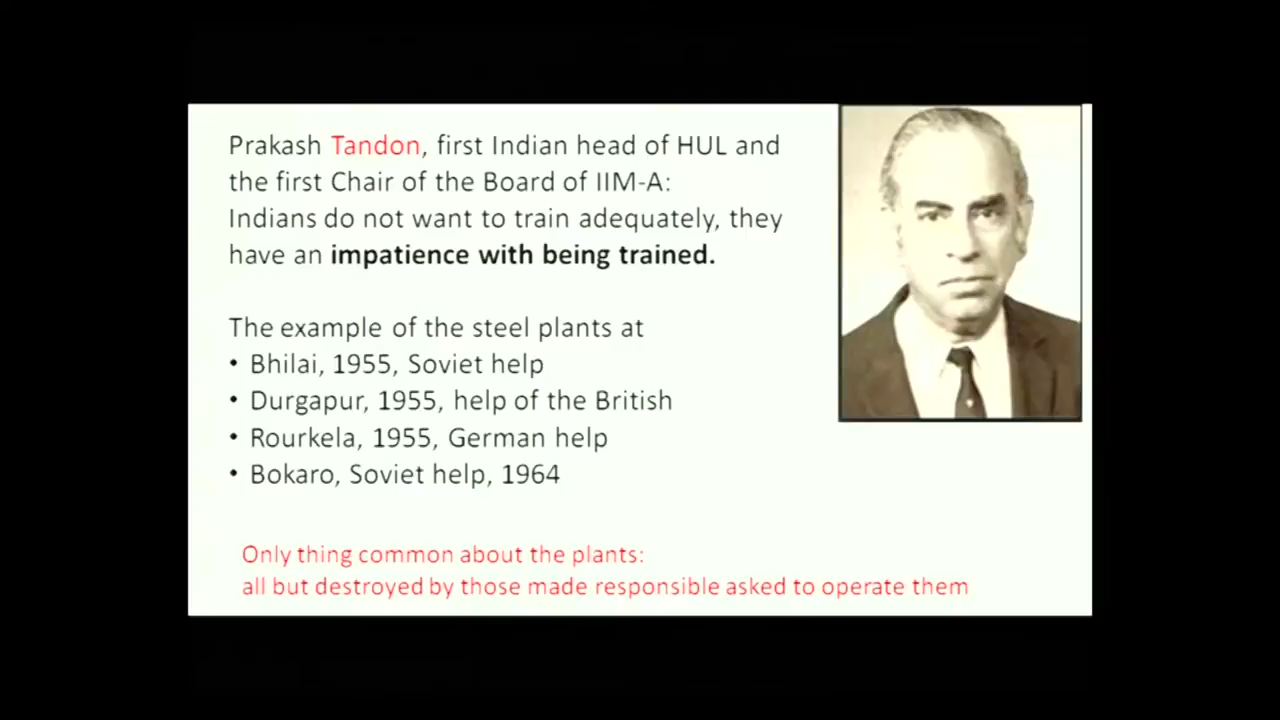 Prakash Tandon, first Indian head of HUL and
the first Chair of the Board of IIM-A:
Indians do not want to train adequately, they
have an impatience with being trained.
The example of the steel plants at
• Bhilai, 1955, Soviet help
• Durgapur, 1955, help of the British
• Rourkela, 1955, German help
• Bokaro, Soviet help, 1964
Only thing common about the plants:
all but destroyed by those made responsible asked to operate them